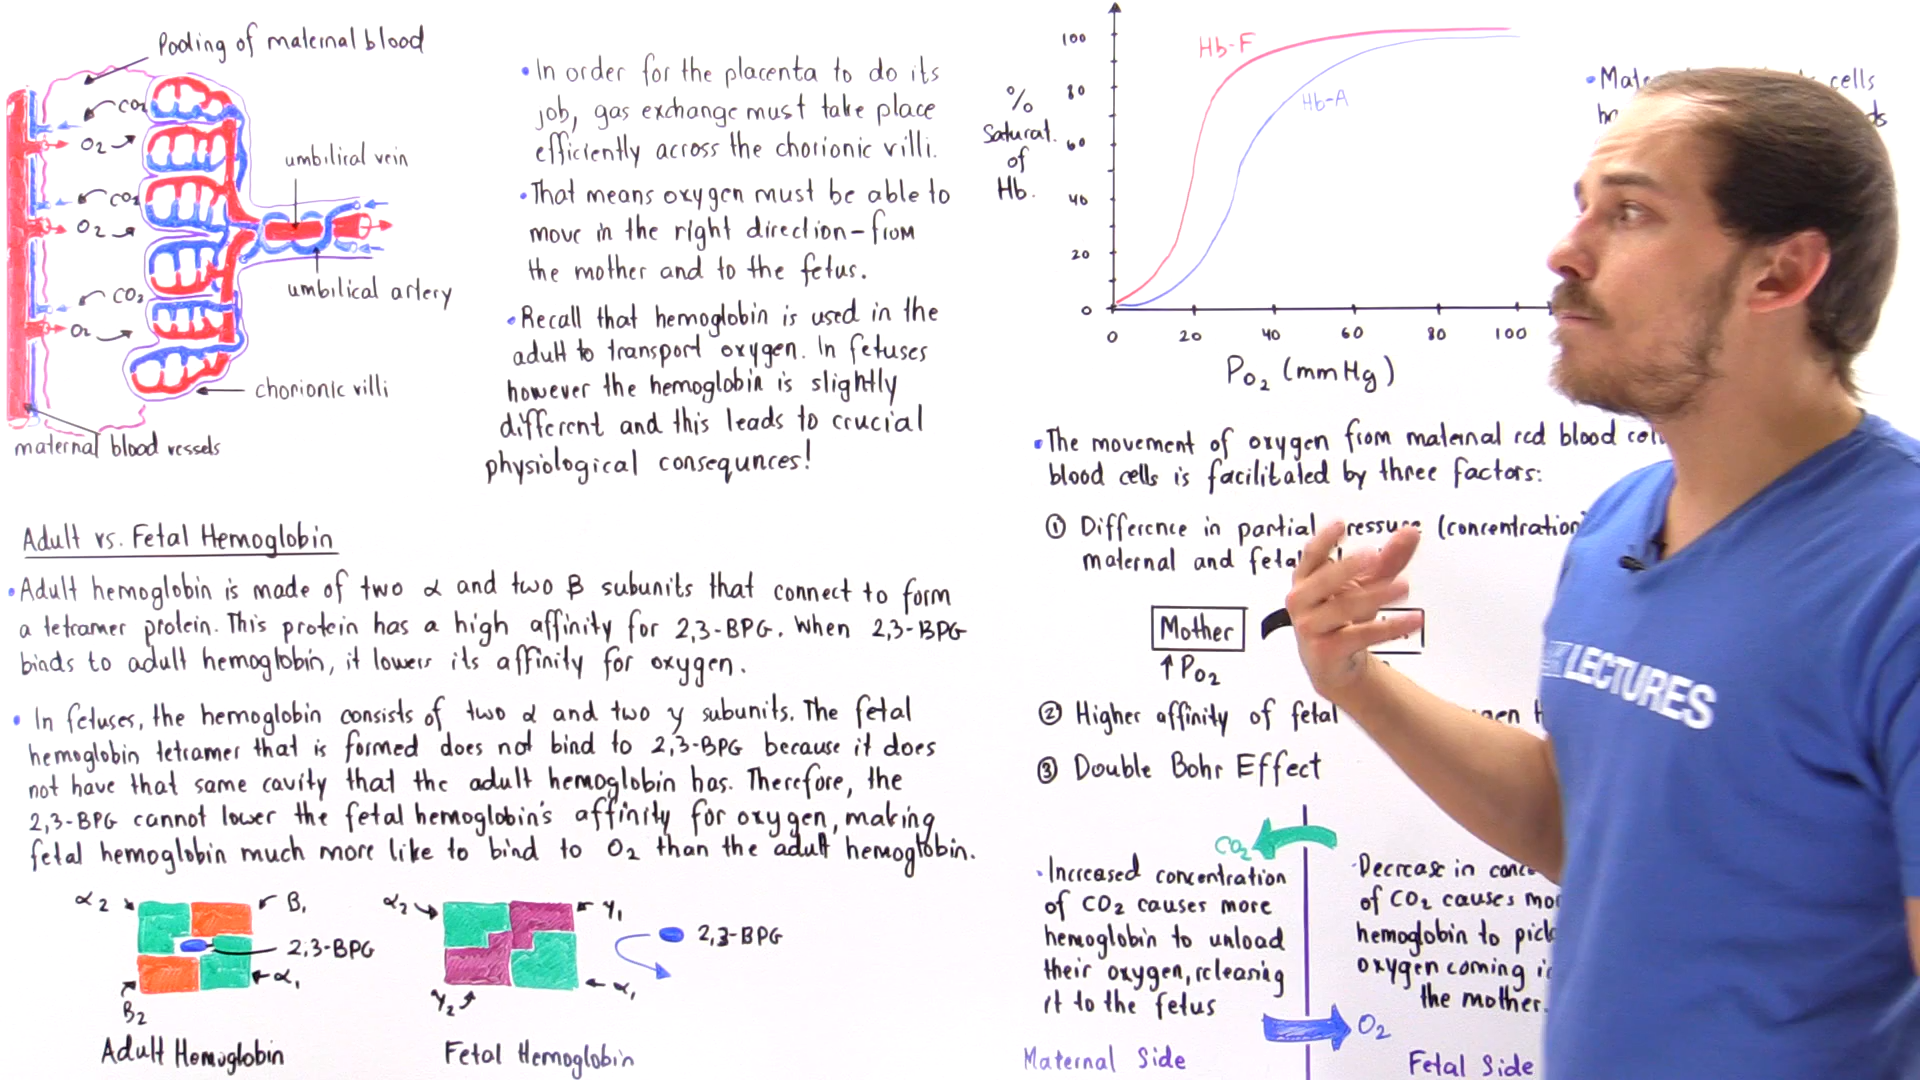 Pooling of maternal blood
CO2
O2
CO2
O2
CO2
O2
umbilical vein
umbilical artery
chorionic villi
maternal blood vessels
• In order for the placenta to do its
job, gas exchange must take place
efficiently across the chorionic villi.
• That means oxygen must be able to
move in the right direction - from
the mother and to the fetus.
• Recall that hemoglobin is used in the
adult to transport oxygen. In fetuses
however the hemoglobin is slightly
different and this leads to crucial
physiological consequnces!
Adult vs. Fetal Hemoglobin
• Adult hemoglobin is made of two α and two B subunits that connect to form
a tetramer protein. This protein has a high affinity for 2,3-BPG. When 2,3-BPG
binds to adult hemoglobin, it lowers its affinity for oxygen.
• In fetuses, the hemoglobin consists of two α and two y subunits. The fetal
hemoglobin tetramer that is formed does not bind to 2,3-BPG because it does
not have that same cavity that the adult hemoglobin has. Therefore, the
2,3-BPG cannot lower the fetal hemoglobin's affinity for oxygen, making
fetal hemoglobin much more like to bind to O2 than the adult hemoglobin.
α2
B1
2,3-BPG
α1
B2
Adult Hemoglobin
α2
y1
2,3-BPG
α1
y2
Fetal Hemoglobin
% Saturat. of Hb.
100
80
60
40
20
0
Hb-F
Hb-A
0 20 40 60 80 100
PO2 (mmHg)
cells
• The movement of oxygen from maternal red blood
blood cells is facilitated by three factors:
① Difference in partial pressure (concentration
maternal and fetal
Mother
↑PO2
② Higher affinity of fetal
③ Double Bohr Effect
CO2
• Increased concentration
of CO2 causes more
hemoglobin to unload
their oxygen, releasing
it to the fetus
• Decrease in
of CO2 causes
hemoglobin to
oxygen coming
the mother.
O2
Maternal Side
Fetal Side
LECTURES